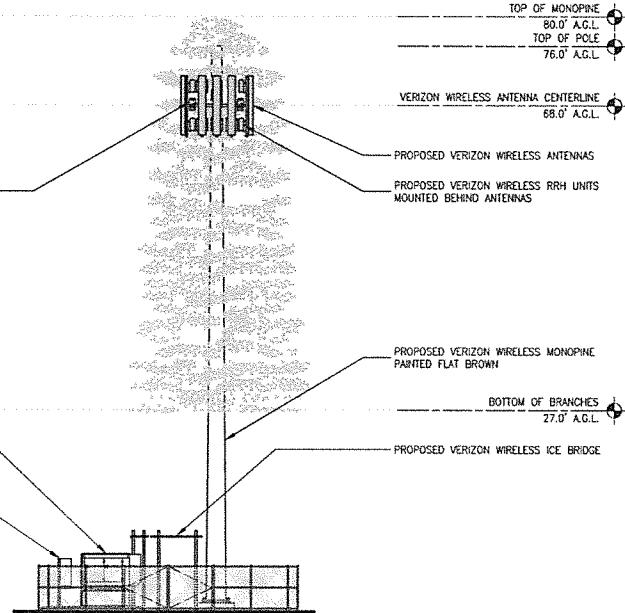 TOP OF MONOPINE
80.0' A.G.L.
TOP OF POLE
76.0' A.G.L.
VERIZON WIRELESS ANTENNA CENTERLINE
68.0' A.G.L.
PROPOSED VERIZON WIRELESS ANTENNAS
PROPOSED VERIZON WIRELESS RRH UNITS
MOUNTED BEHIND ANTENNAS
PROPOSED VERIZON WIRELESS MONOPINE
PAINTED FLAT BROWN
BOTTOM OF BRANCHES
27.0' A.G.L.
PROPOSED VERIZON WIRELESS ICE BRIDGE